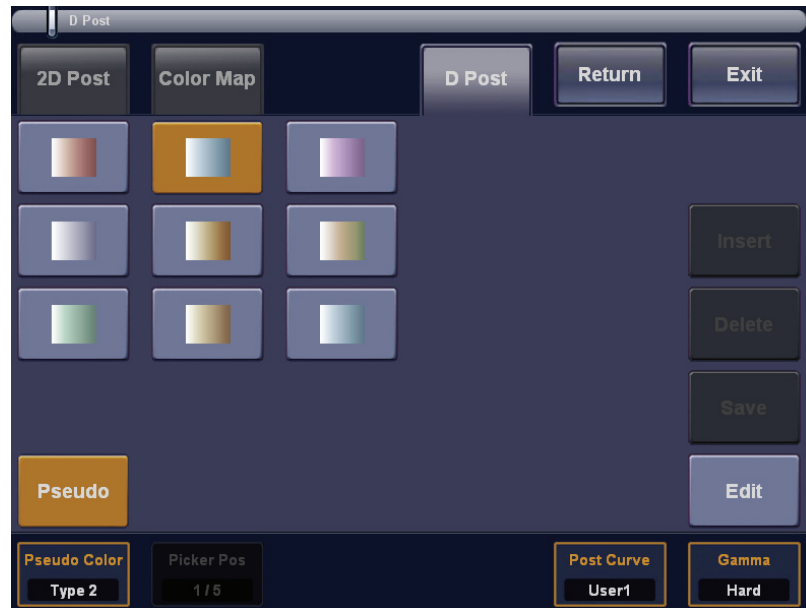 D Post
2D Post
Color Map
D Post
Return
Exit
Insert
Delete
Save
Pseudo
Edit
Pseudo Color
Type 2
Picker Pos
1/5
Post Curve
User1
Gamma
Hard